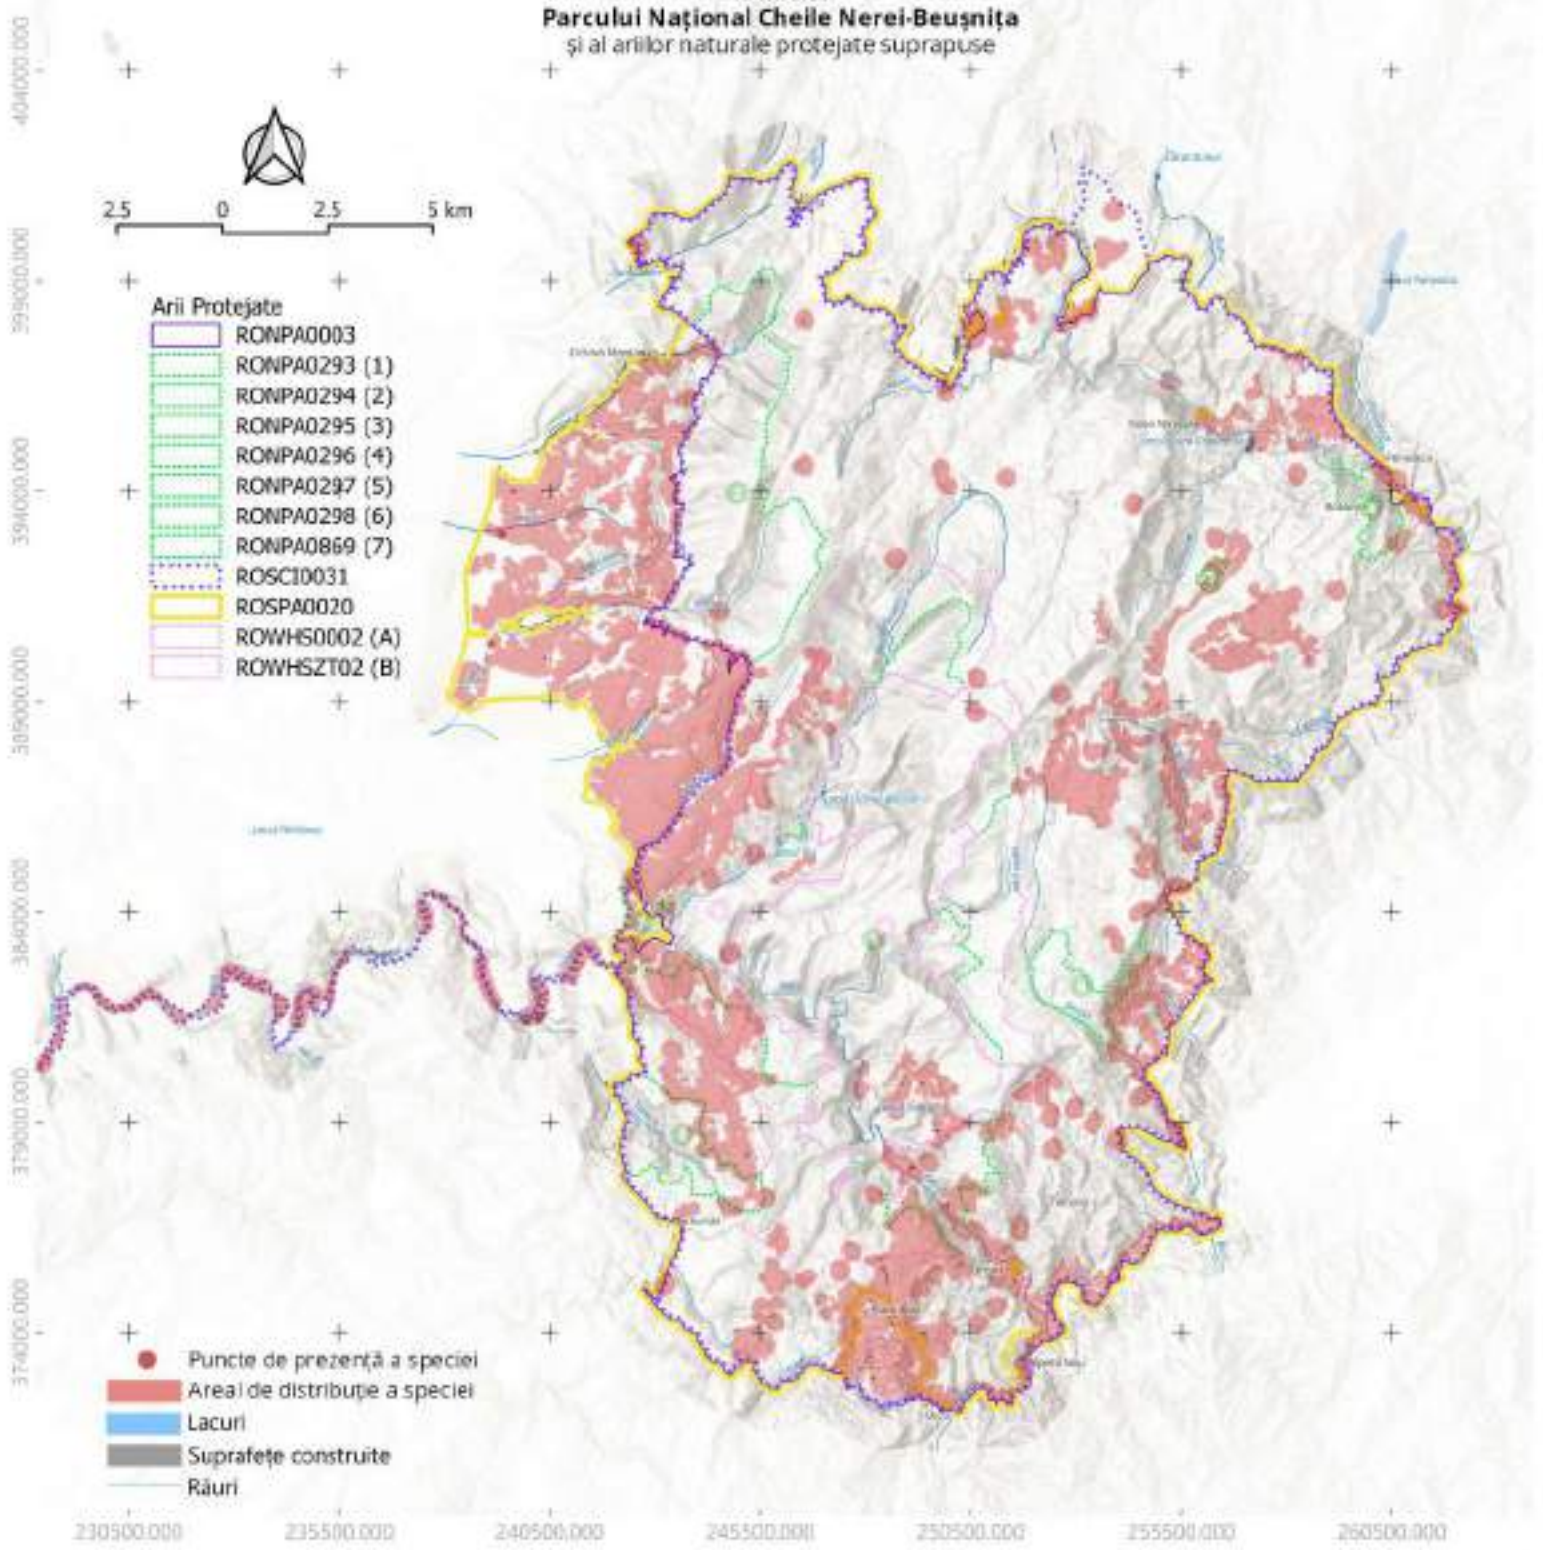 Parcului Național Cheile Nerei-Beușnița
și al ariilor naturale protejate suprapuse
404000.000
399000.000
394000.000
389000.000
384000.000
379000.000
374000.000
2.5 0 2.5 5 km
Arii Protejate
RONPA0003
RONPA0293 (1)
RONPA0294 (2)
RONPA0295 (3)
RONPA0296 (4)
RONPA0297 (5)
RONPA0298 (6)
RONPA0869 (7)
ROSCI0031
ROSPA0020
ROWHS0002 (A)
ROWHSZT02 (B)
Puncte de prezență a speciei
Areal de distribuție a speciei
Lacuri
Suprafețe construite
Râuri
230500.000 235500.000 240500.000 245500.000 250500.000 255500.000 260500.000